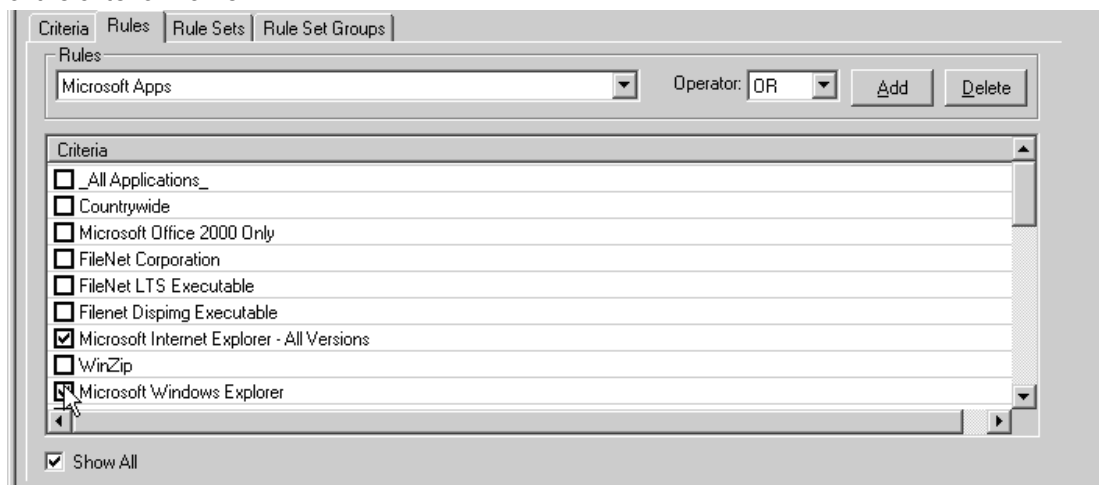 Criteria Rules Rule Sets Rule Set Groups
Rules
Microsoft Apps Operator: OR Add Delete
Criteria
_All Applications_
Countrywide
Microsoft Office 2000 Only
FileNet Corporation
FileNet LTS Executable
Filenet Dispimg Executable
Microsoft Internet Explorer - All Versions
WinZip
Microsoft Windows Explorer
Show All